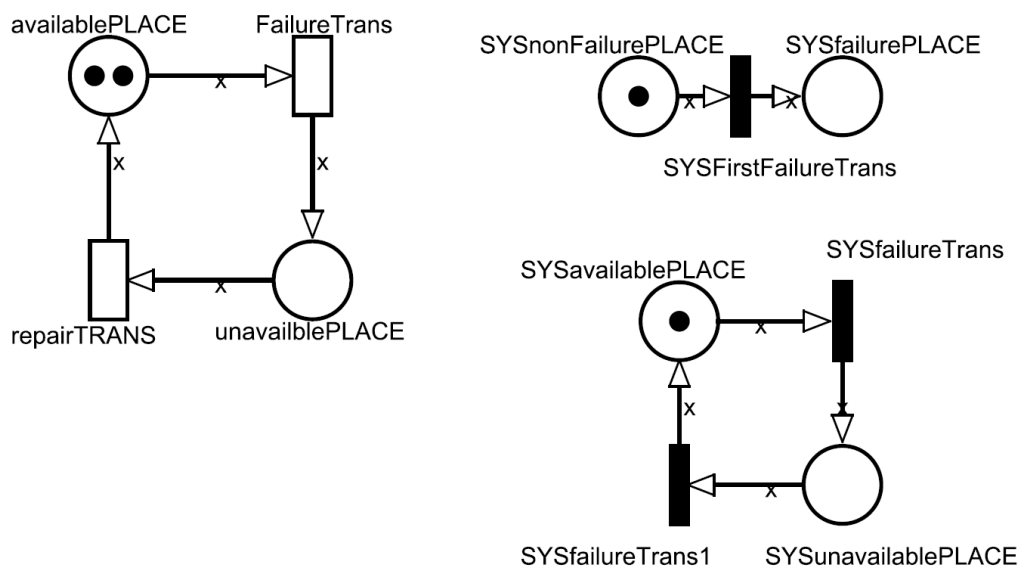 availablePLACE
FailureTrans
x
x
x
x
repairTRANS
unavailblePLACE
SYSnonFailurePLACE
SYSfailurePLACE
x
x
SYSFirstFailureTrans
SYSfailureTrans
SYSavailablePLACE
x
x
x
x
SYSfailureTrans1
SYSunavailablePLACE